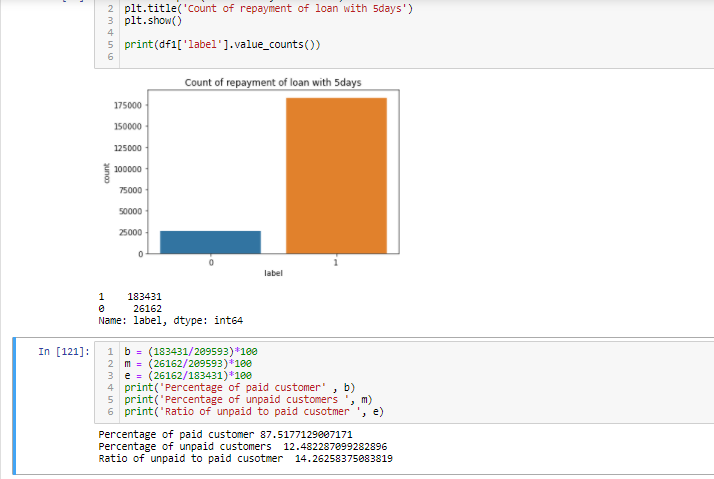 2 plt.title('Count of repayment of loan with 5days')
3 plt.show()
4
5 print(df1['label'].value_counts())
6
Count of repayment of loan with 5days
175000
150000
125000
100000
75000
50000
25000
0
count
0 1
label
1 183431
0 26162
Name: label, dtype: int64
In [121]: 1 b = (183431/209593)*100
2 m = (26162/209593)*100
3 e = (26162/183431)*100
4 print('Percentage of paid customer' , b)
5 print('Percentage of unpaid customers ', m)
6 print('Ratio of unpaid to paid cusotmer ', e)
Percentage of paid customer 87.5177129007171
Percentage of unpaid customers 12.482287099282896
Ratio of unpaid to paid cusotmer 14.26258375083819